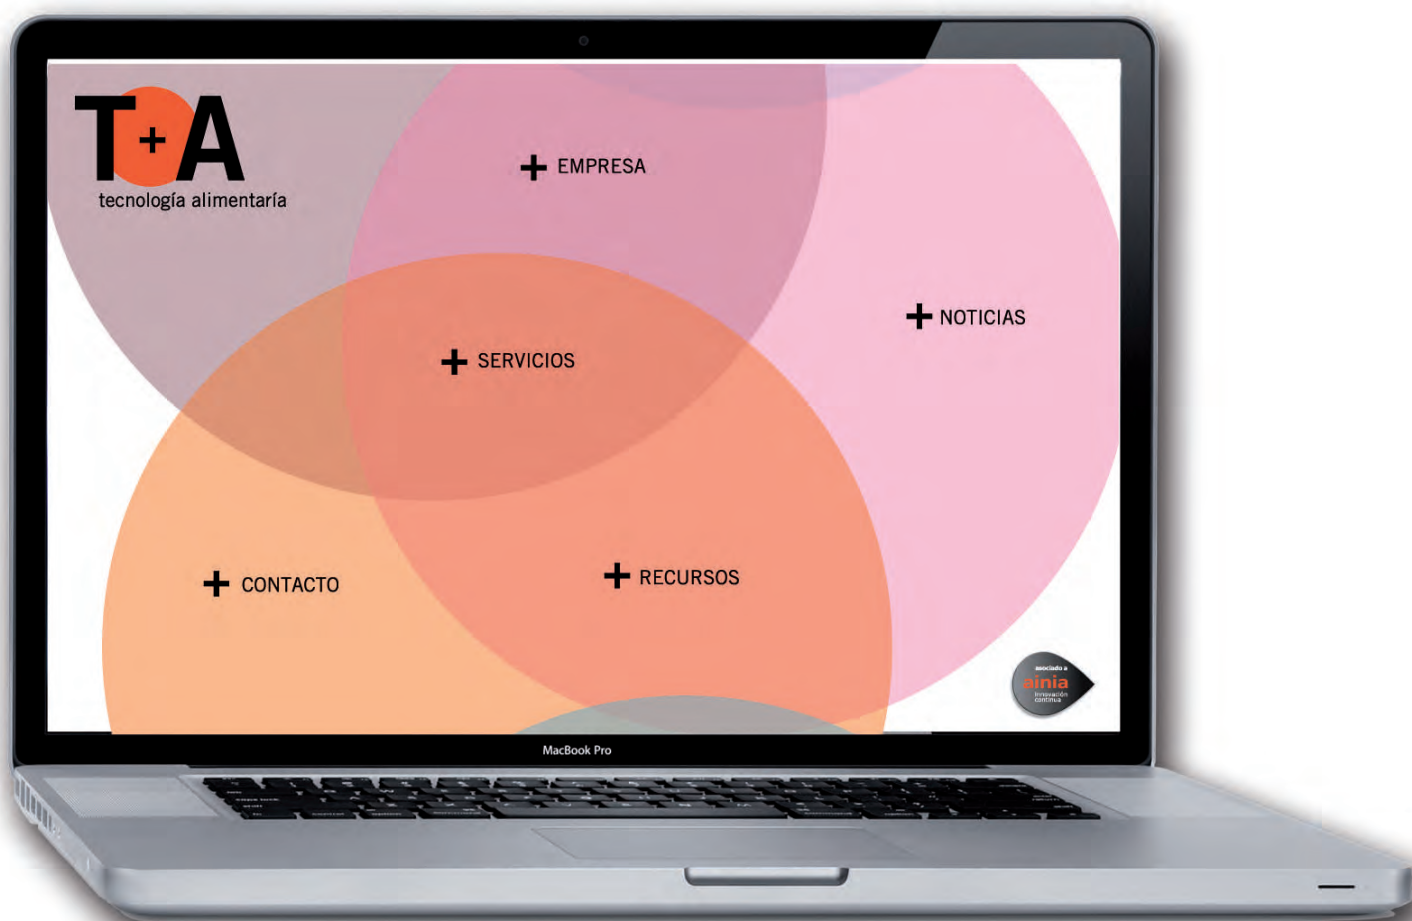 T+A
tecnología alimentaría
+ EMPRESA
+ NOTICIAS
+ SERVICIOS
+ CONTACTO
+ RECURSOS
asociado a
ainia
innovación
continua
MacBook Pro